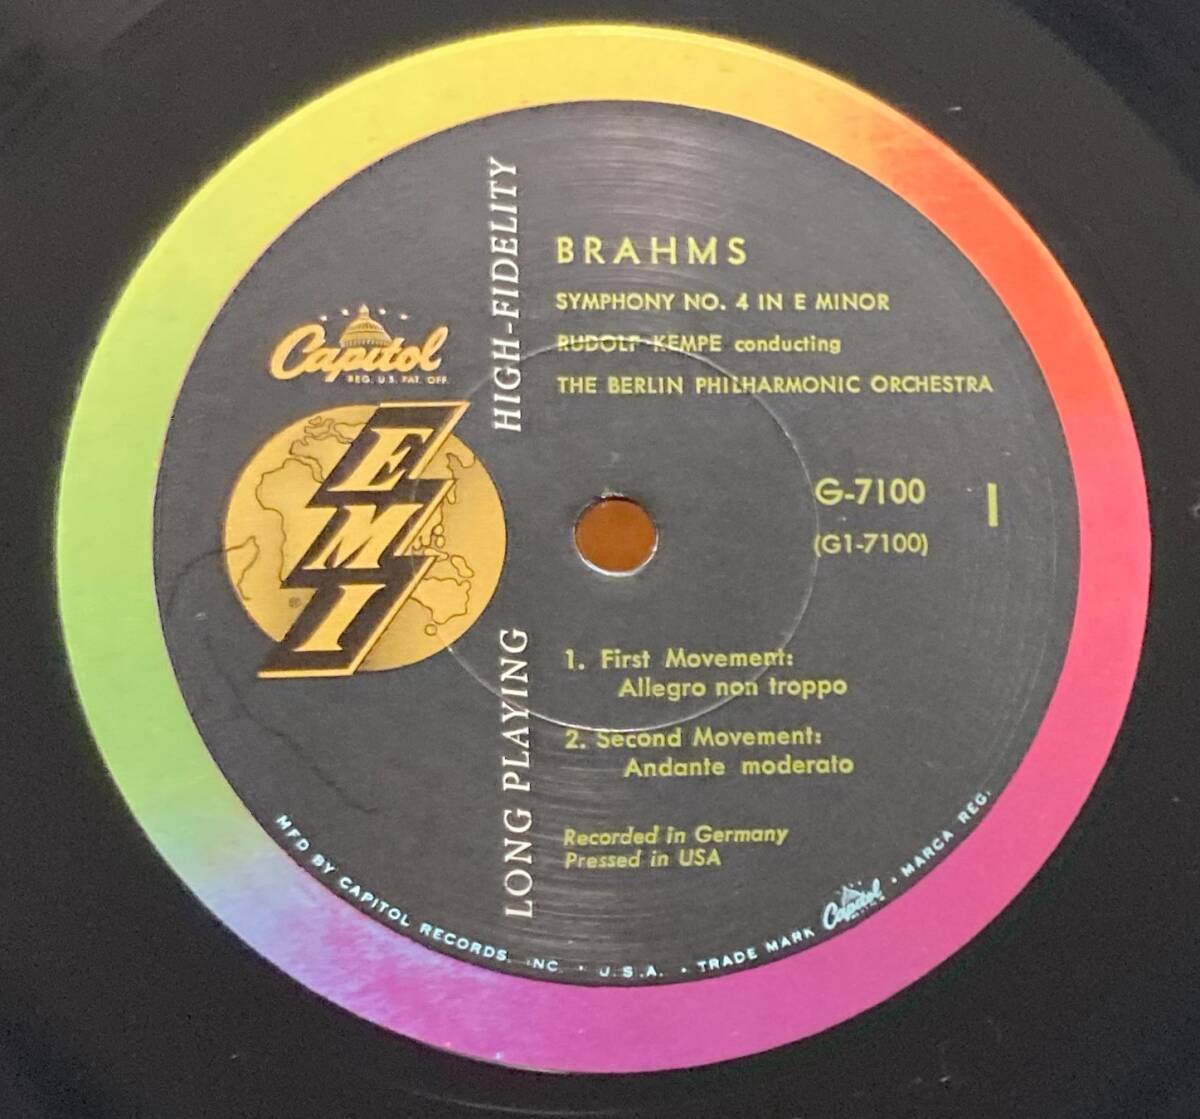 BRAHMS
SYMPHONY NO. 4 IN E MINOR
RUDOLF KEMPE conducting
THE BERLIN PHILHARMONIC ORCHESTRA
Capitol
REG. U.S. PAT. OFF.
EMI
®
HIGH-FIDELITY
LONG PLAYING
G-7100
(G1-7100)
1
1. First Movement:
Allegro non troppo
2. Second Movement:
Andante moderato
Recorded in Germany
Pressed in USA
MFD BY CAPITOL RECORDS, INC. • U.S.A. • TRADE MARK Capitol • MARCA REG.